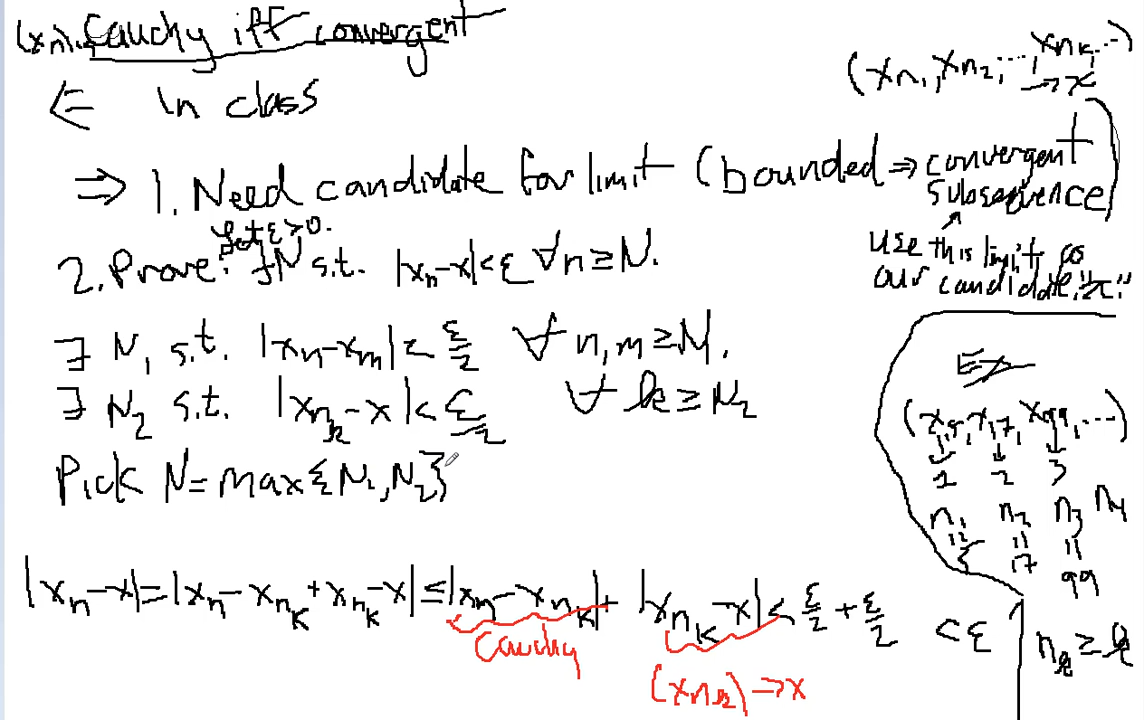 (xn) Cauchy iff convergent
⇐ In class
(xn₁, xn₂, ..., xnₖ, ...) → x
⇒ 1. Need candidate for limit (bounded ⇒ convergent subsequence)
use this limit as our candidate "x".
Let ε>0.
2. Prove: ∃N s.t. |xn-x|<ε ∀n≥N.
∃ N₁ s.t. |xn-xm|<ε/2 ∀ n,m≥N₁.
∃ N₂ s.t. |xnₖ-x|<ε/2 ∀ k≥N₂
Pick N=max{N₁,N₂}
|xn-x|=|xn-xnₖ+xnₖ-x|≤|xn-xnₖ|+|xnₖ-x|<ε/2+ε/2 <ε
Cauchy
(xnₖ)→x
Ex
(x₅, x₁₇, x₉₉, ...)
1 2 3
n₁ n₂ n₃ n₄
= = =
5 17 99
nₖ≥k